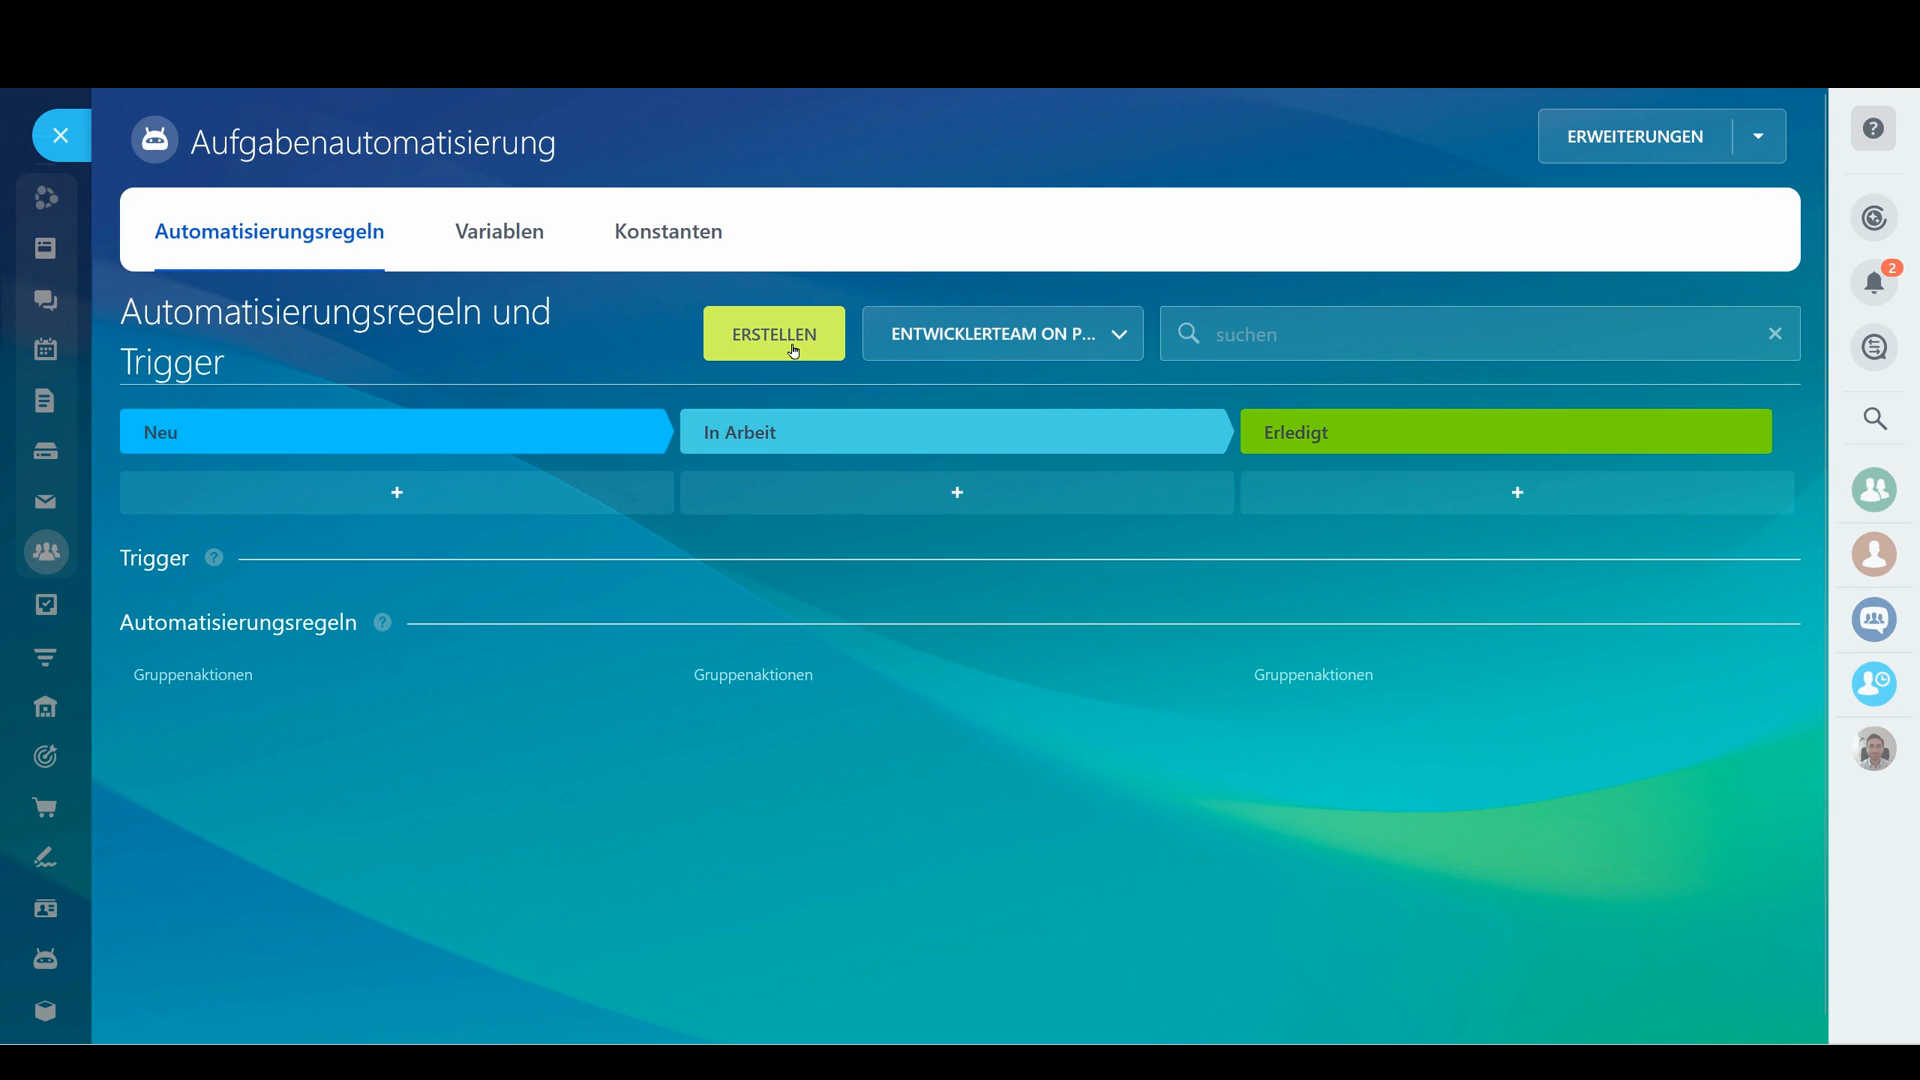 Aufgabenautomatisierung
ERWEITERUNGEN
Automatisierungsregeln Variablen Konstanten
2
Automatisierungsregeln und
Trigger
ERSTELLEN
ENTWICKLERTEAM ON P...
suchen
Neu
In Arbeit
Erledigt
+ + +
Trigger ?
Automatisierungsregeln ?
Gruppenaktionen Gruppenaktionen Gruppenaktionen